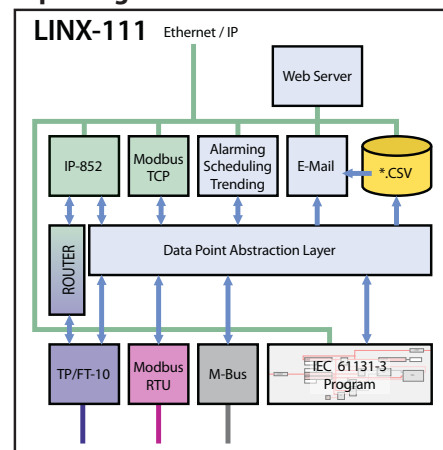 LINX-111
Ethernet / IP
Web Server
IP-852
Modbus
TCP
Alarming
Scheduling
Trending
E-Mail
*.CSV
ROUTER
Data Point Abstraction Layer
TP/FT-10
Modbus
RTU
M-Bus
IEC 61131-3
Program